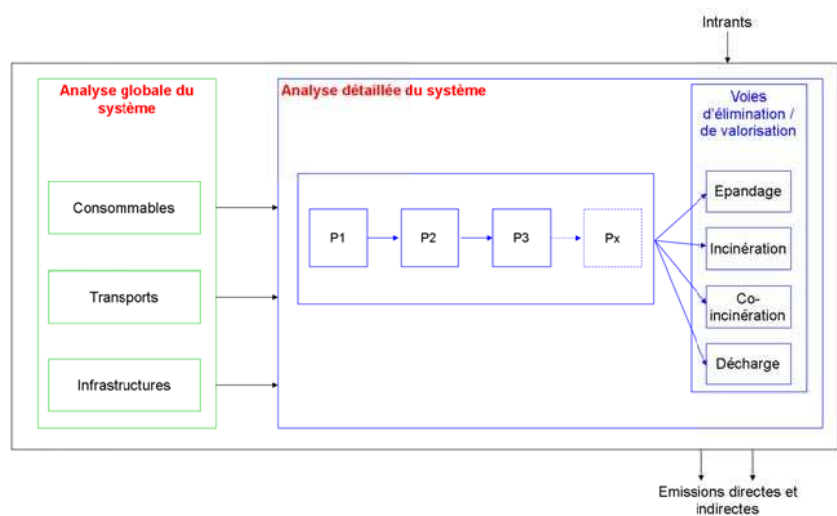 Intrants
Analyse globale du
système
Analyse détaillée du système
Voies
d'élimination /
de valorisation
Consommables
Transports
Infrastructures
P1
P2
P3
Px
Epandage
Incinération
Co-
incinération
Décharge
Emissions directes et
indirectes